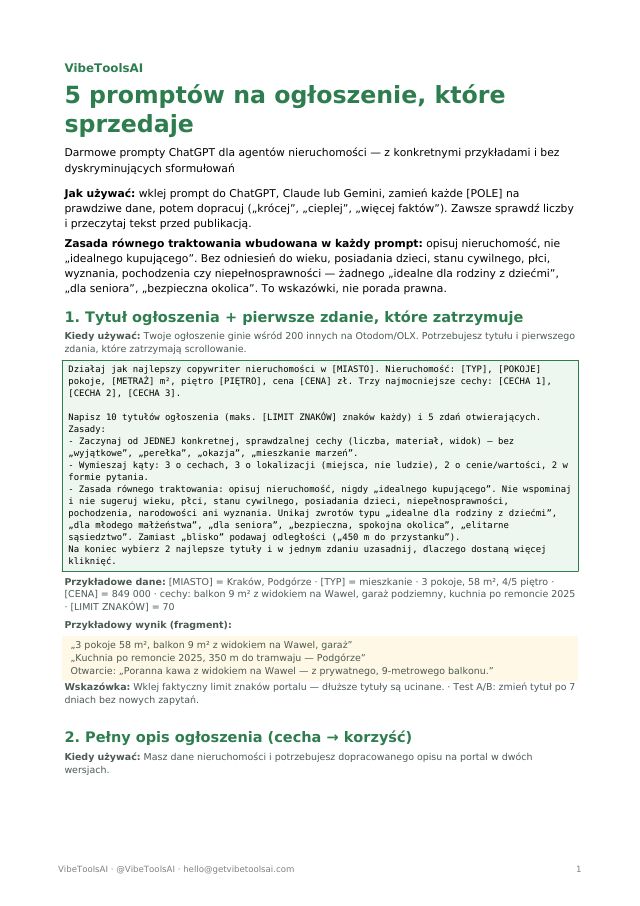 VibeToolsAI
5 promptów na ogłoszenie, które
sprzedaje
Darmowe prompty ChatGPT dla agentów nieruchomości — z konkretnymi przykładami i bez
dyskryminujących sformułowań
Jak używać: wklej prompt do ChatGPT, Claude lub Gemini, zamień każde [POLE] na
prawdziwe dane, potem dopracuj („krócej”, „cieplej”, „więcej faktów”). Zawsze sprawdź liczby
i przeczytaj tekst przed publikacją.
Zasada równego traktowania wbudowana w każdy prompt: opisuj nieruchomość, nie
„idealnego kupującego”. Bez odniesień do wieku, posiadania dzieci, stanu cywilnego, płci,
wyznania, pochodzenia czy niepełnosprawności — żadnego „idealne dla rodziny z dziećmi”,
„dla seniora”, „bezpieczna okolica”. To wskazówki, nie porada prawna.
1. Tytuł ogłoszenia + pierwsze zdanie, które zatrzymuje
Kiedy używać: Twoje ogłoszenie ginie wśród 200 innych na Otodom/OLX. Potrzebujesz tytułu i pierwszego
zdania, które zatrzymają scrollowanie.
Działaj jak najlepszy copywriter nieruchomości w [MIASTO]. Nieruchomość: [TYP], [POKOJE]
pokoje, [METRAŻ] m², piętro [PIĘTRO], cena [CENA] zł. Trzy najmocniejsze cechy: [CECHA 1],
[CECHA 2], [CECHA 3].
Napisz 10 tytułów ogłoszenia (maks. [LIMIT ZNAKÓW] znaków każdy) i 5 zdań otwierających.
Zasady:
- Zaczynaj od JEDNEJ konkretnej, sprawdzalnej cechy (liczba, materiał, widok) — bez
„wyjątkowe”, „perełka”, „okazja”, „mieszkanie marzeń”.
- Wymieszaj kąty: 3 o cechach, 3 o lokalizacji (miejsca, nie ludzie), 2 o cenie/wartości, 2 w
formie pytania.
- Zasada równego traktowania: opisuj nieruchomość, nigdy „idealnego kupującego”. Nie wspominaj
i nie sugeruj wieku, płci, stanu cywilnego, posiadania dzieci, niepełnosprawności,
pochodzenia, narodowości ani wyznania. Unikaj zwrotów typu „idealne dla rodziny z dziećmi”,
„dla młodego małżeństwa”, „dla seniora”, „bezpieczna, spokojna okolica”, „elitarne
sąsiedztwo”. Zamiast „blisko” podawaj odległości („450 m do przystanku”).
Na koniec wybierz 2 najlepsze tytuły i w jednym zdaniu uzasadnij, dlaczego dostaną więcej
kliknięć.
Przykładowe dane: [MIASTO] = Kraków, Podgórze · [TYP] = mieszkanie · 3 pokoje, 58 m², 4/5 piętro ·
[CENA] = 849 000 · cechy: balkon 9 m² z widokiem na Wawel, garaż podziemny, kuchnia po remoncie 2025
· [LIMIT ZNAKÓW] = 70
Przykładowy wynik (fragment):
„3 pokoje 58 m², balkon 9 m² z widokiem na Wawel, garaż”
„Kuchnia po remoncie 2025, 350 m do tramwaju — Podgórze”
Otwarcie: „Poranna kawa z widokiem na Wawel — z prywatnego, 9-metrowego balkonu.”
Wskazówka: Wklej faktyczny limit znaków portalu — dłuższe tytuły są ucinane. · Test A/B: zmień tytuł po 7
dniach bez nowych zapytań.
2. Pełny opis ogłoszenia (cecha → korzyść)
Kiedy używać: Masz dane nieruchomości i potrzebujesz dopracowanego opisu na portal w dwóch
wersjach.
VibeToolsAI · @VibeToolsAI · hello@getvibetoolsai.com 1